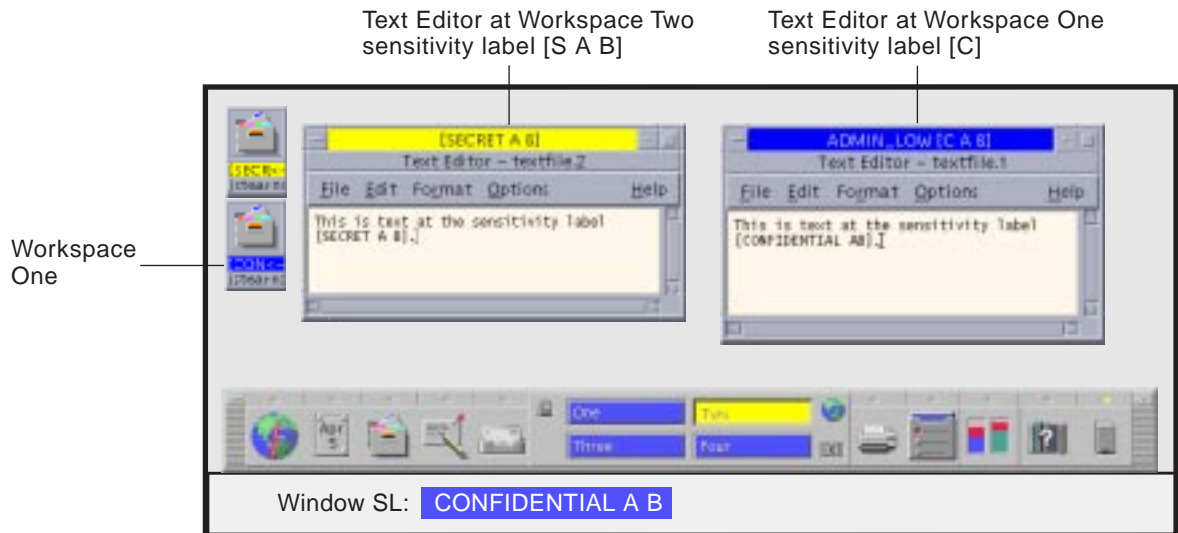 Text Editor at Workspace Two
sensitivity label [S A B]
Text Editor at Workspace One
sensitivity label [C]
[SECRET A B]
Text Editor – textfile.2
File Edit Format Options Help
This is text at the sensitivity label
[SECRET A B].
ADMIN_LOW [C A B]
Text Editor – textfile.1
File Edit Format Options Help
This is text at the sensitivity label
[CONFIDENTIAL AB].
Workspace
One
One
Two
Three
Four
Apr
5
EXIT
Window SL: CONFIDENTIAL A B